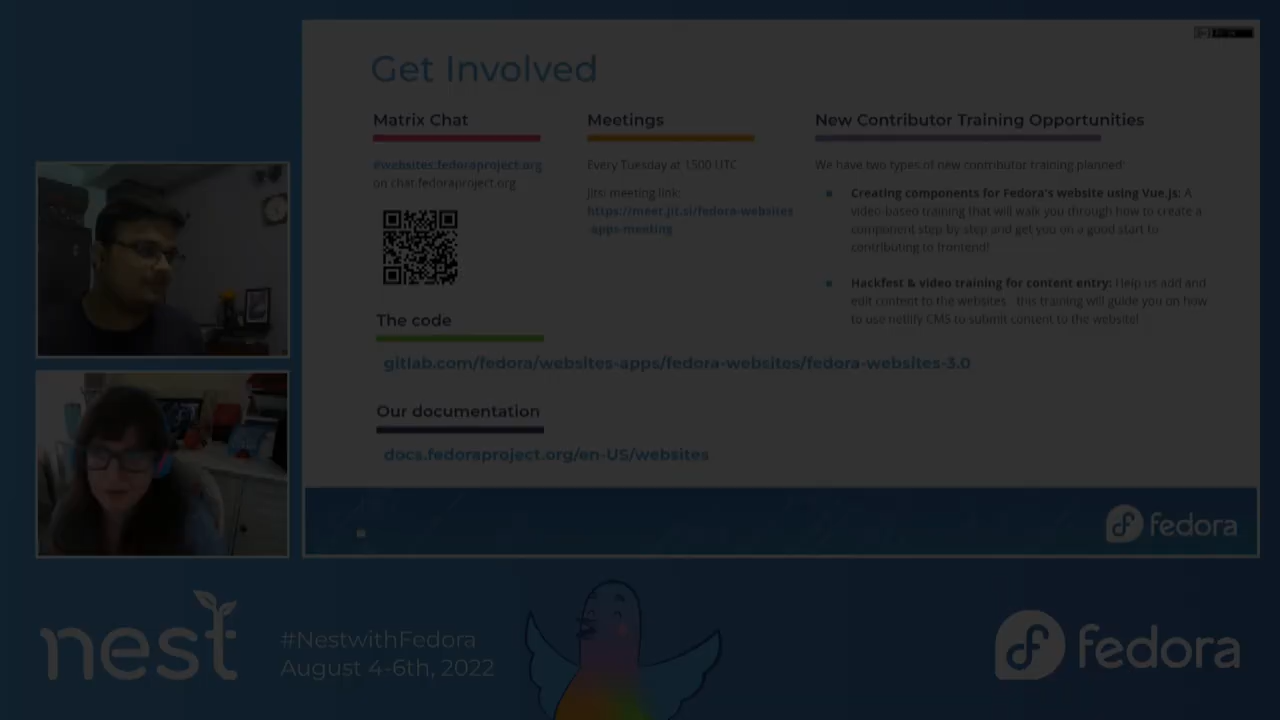 Get Involved
Matrix Chat
#websites:fedoraproject.org
on chat.fedoraproject.org
Meetings
Every Tuesday at 1500 UTC
Jitsi meeting link:
https://meet.jit.si/fedora-websites
-apps-meeting
New Contributor Training Opportunities
We have two types of new contributor training planned:
Creating components for Fedora's website using Vue.js: A
video-based training that will walk you through how to create a
component step by step and get you on a good start to
contributing to frontend!
Hackfest & video training for content entry: Help us add and
edit content to the websites this training will guide you on how
to use netlify CMS to submit content to the website!
The code
gitlab.com/fedora/websites-apps/fedora-websites/fedora-websites-3.0
Our documentation
docs.fedoraproject.org/en-US/websites
fedora
nest
#NestwithFedora
August 4-6th, 2022
fedora